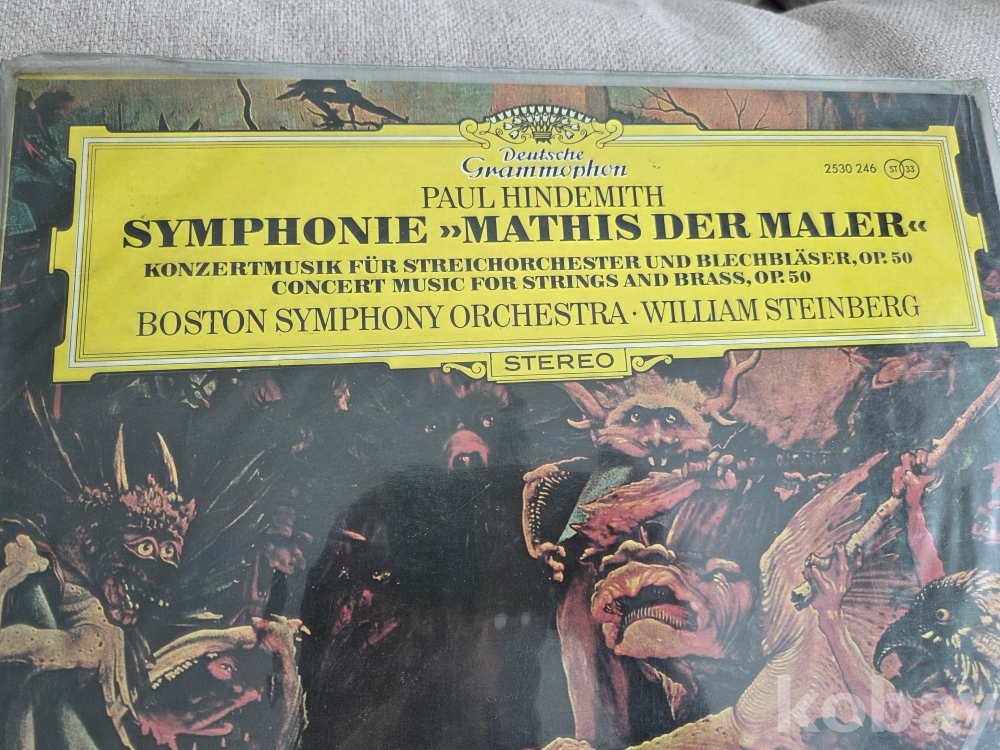 Deutsche
Grammophon
2530 246 ST 33
PAUL HINDEMITH
SYMPHONIE »MATHIS DER MALER«
KONZERTMUSIK FÜR STREICHORCHESTER UND BLECHBLÄSER, OP. 50
CONCERT MUSIC FOR STRINGS AND BRASS, OP. 50
BOSTON SYMPHONY ORCHESTRA · WILLIAM STEINBERG
STEREO
kobay